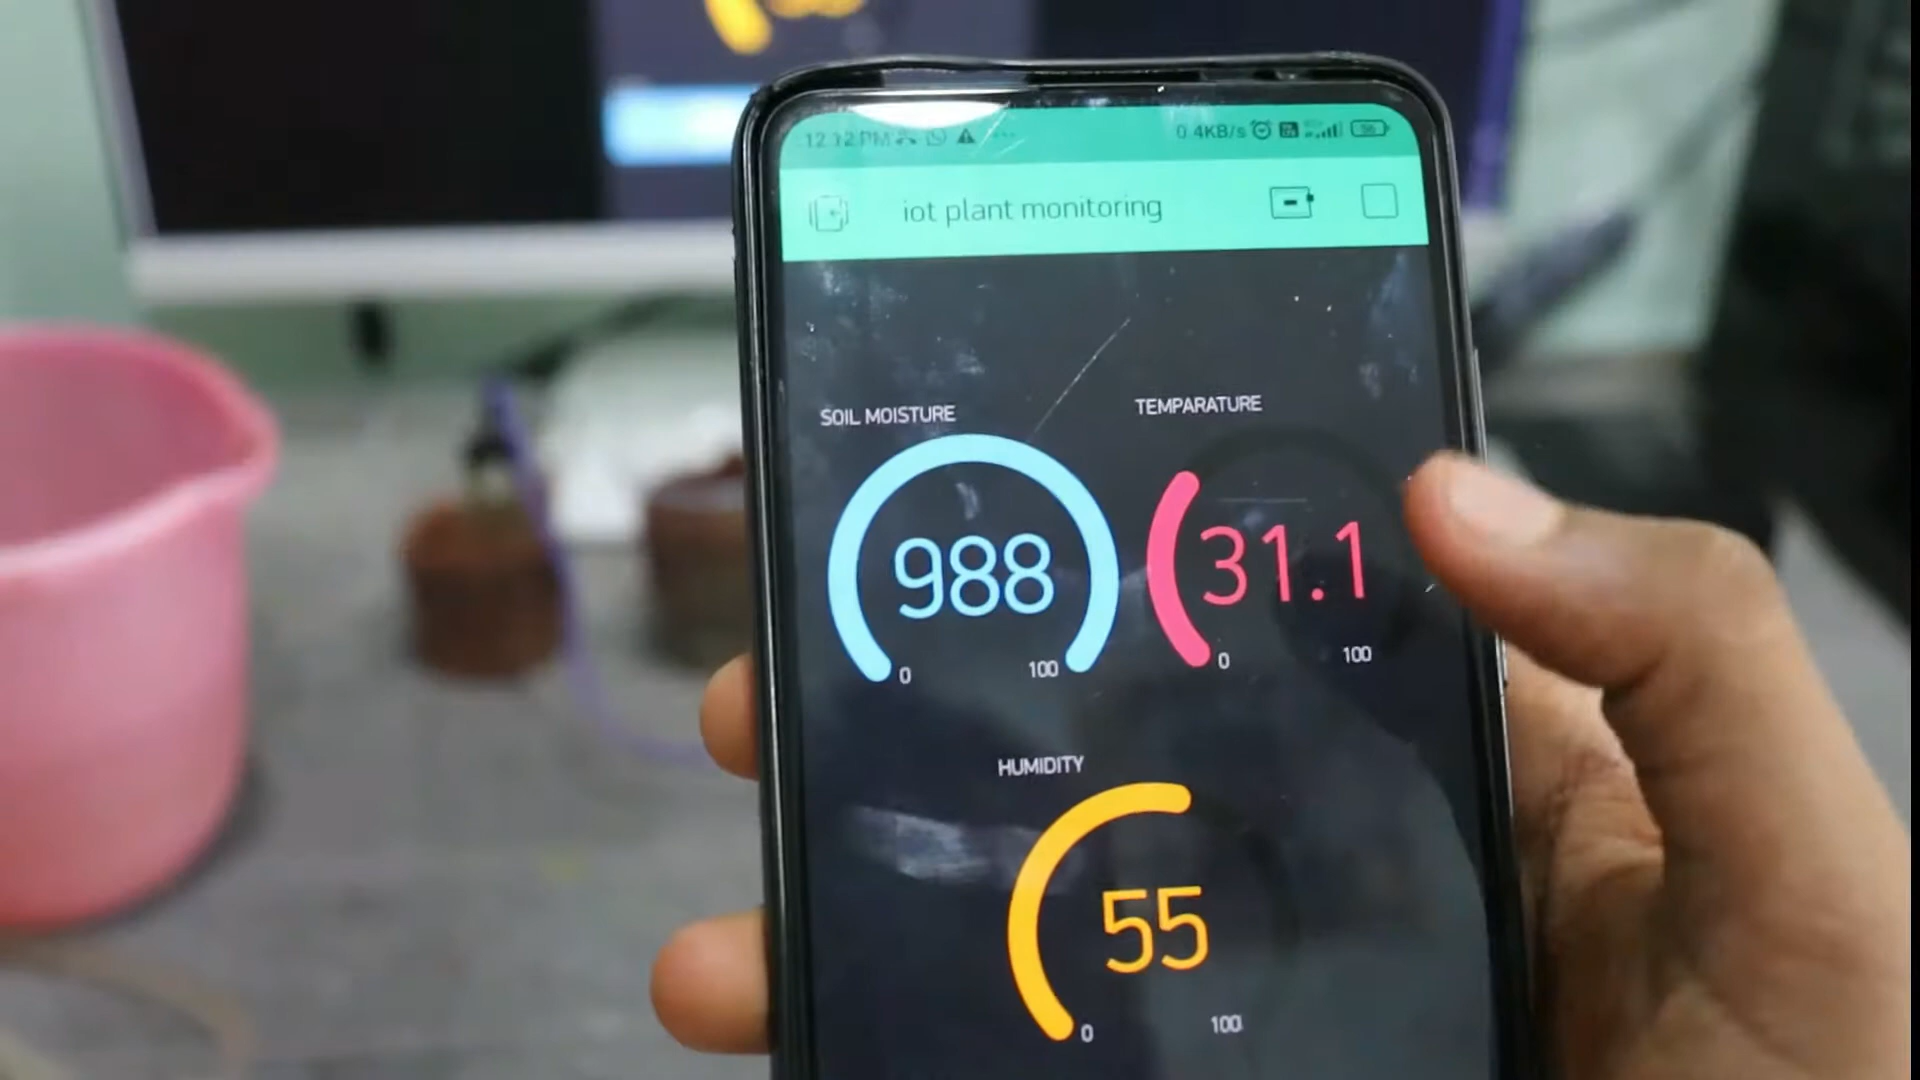 12:12 PM 0.4KB/s 56
iot plant monitoring
SOIL MOISTURE TEMPARATURE
988 31.1
0 100 0 100
HUMIDITY
55
0 100